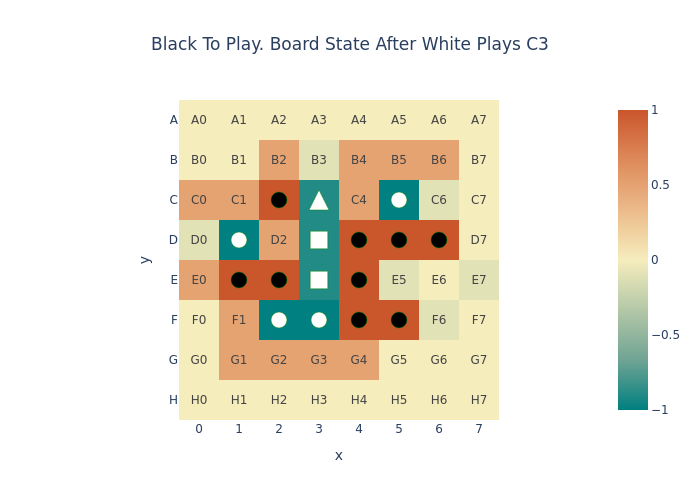 Black To Play. Board State After White Plays C3
A A0 A1 A2 A3 A4 A5 A6 A7
B B0 B1 B2 B3 B4 B5 B6 B7
C C0 C1 C4 C6 C7
D D0 D2 D7
E E0 E5 E6 E7
F F0 F1 F6 F7
G G0 G1 G2 G3 G4 G5 G6 G7
H H0 H1 H2 H3 H4 H5 H6 H7
0 1 2 3 4 5 6 7
x
y
1
0.5
0
−0.5
−1